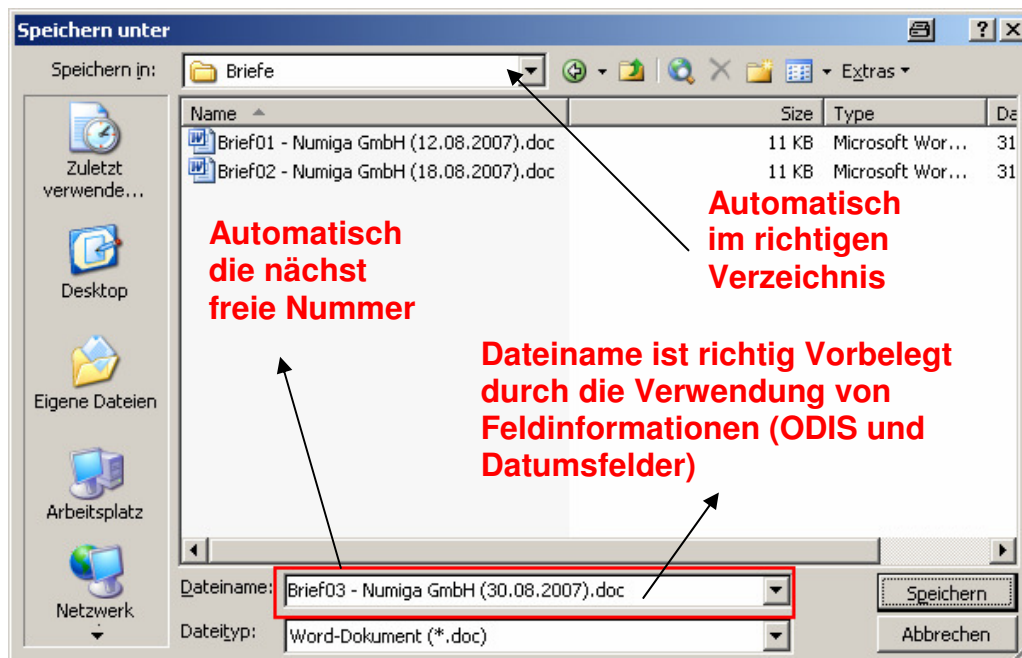 Speichern unter
Speichern in:
Briefe
Extras
Name
Size
Type
Da
Brief01 - Numiga GmbH (12.08.2007).doc
11 KB
Microsoft Wor...
31
Brief02 - Numiga GmbH (18.08.2007).doc
11 KB
Microsoft Wor...
31
Zuletzt
verwende...
Desktop
Eigene Dateien
Arbeitsplatz
Netzwerk
Automatisch
die nächst
freie Nummer
Automatisch
im richtigen
Verzeichnis
Dateiname ist richtig Vorbelegt
durch die Verwendung von
Feldinformationen (ODIS und
Datumsfelder)
Dateiname:
Brief03 - Numiga GmbH (30.08.2007).doc
Speichern
Dateityp:
Word-Dokument (*.doc)
Abbrechen